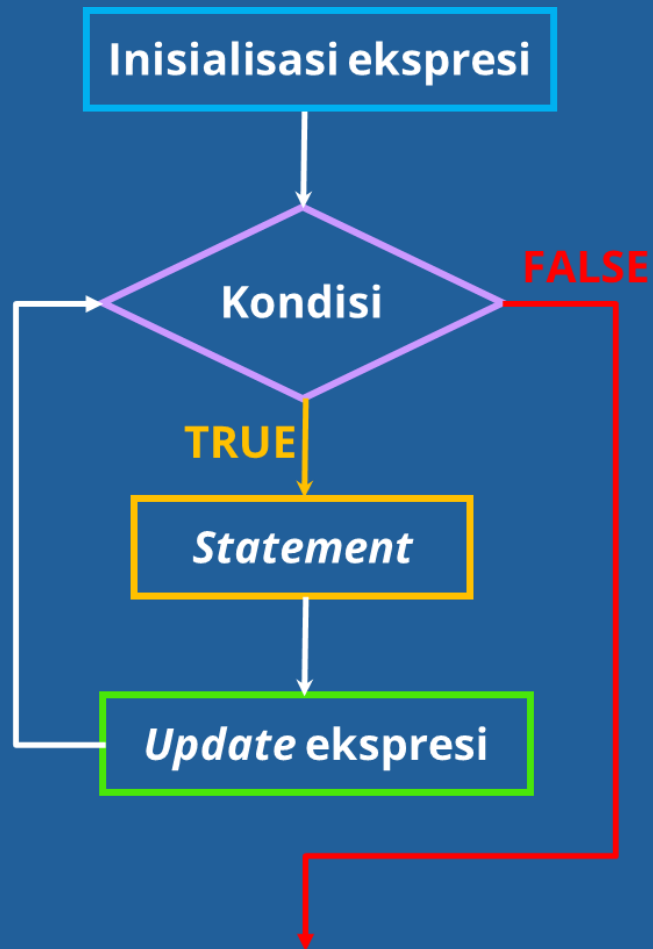 Inisialisasi ekspresi
FALSE
Kondisi
TRUE
Statement
Update ekspresi